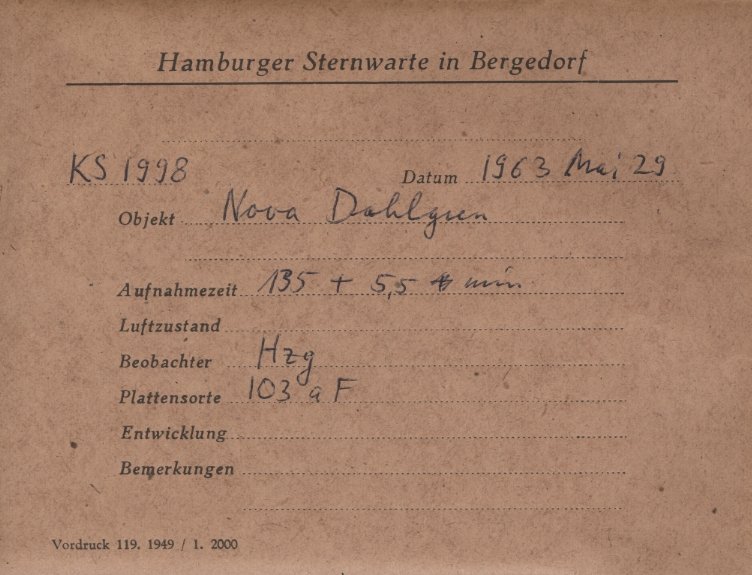 Hamburger Sternwarte in Bergedorf
KS 1998 Datum 1963 Mai 29
Objekt Nova Dahlgren
Aufnahmezeit 135 + 5,5 min
Luftzustand
Beobachter Hzg
Plattensorte 103 a F
Entwicklung
Bemerkungen
Vordruck 119. 1949 / 1. 2000